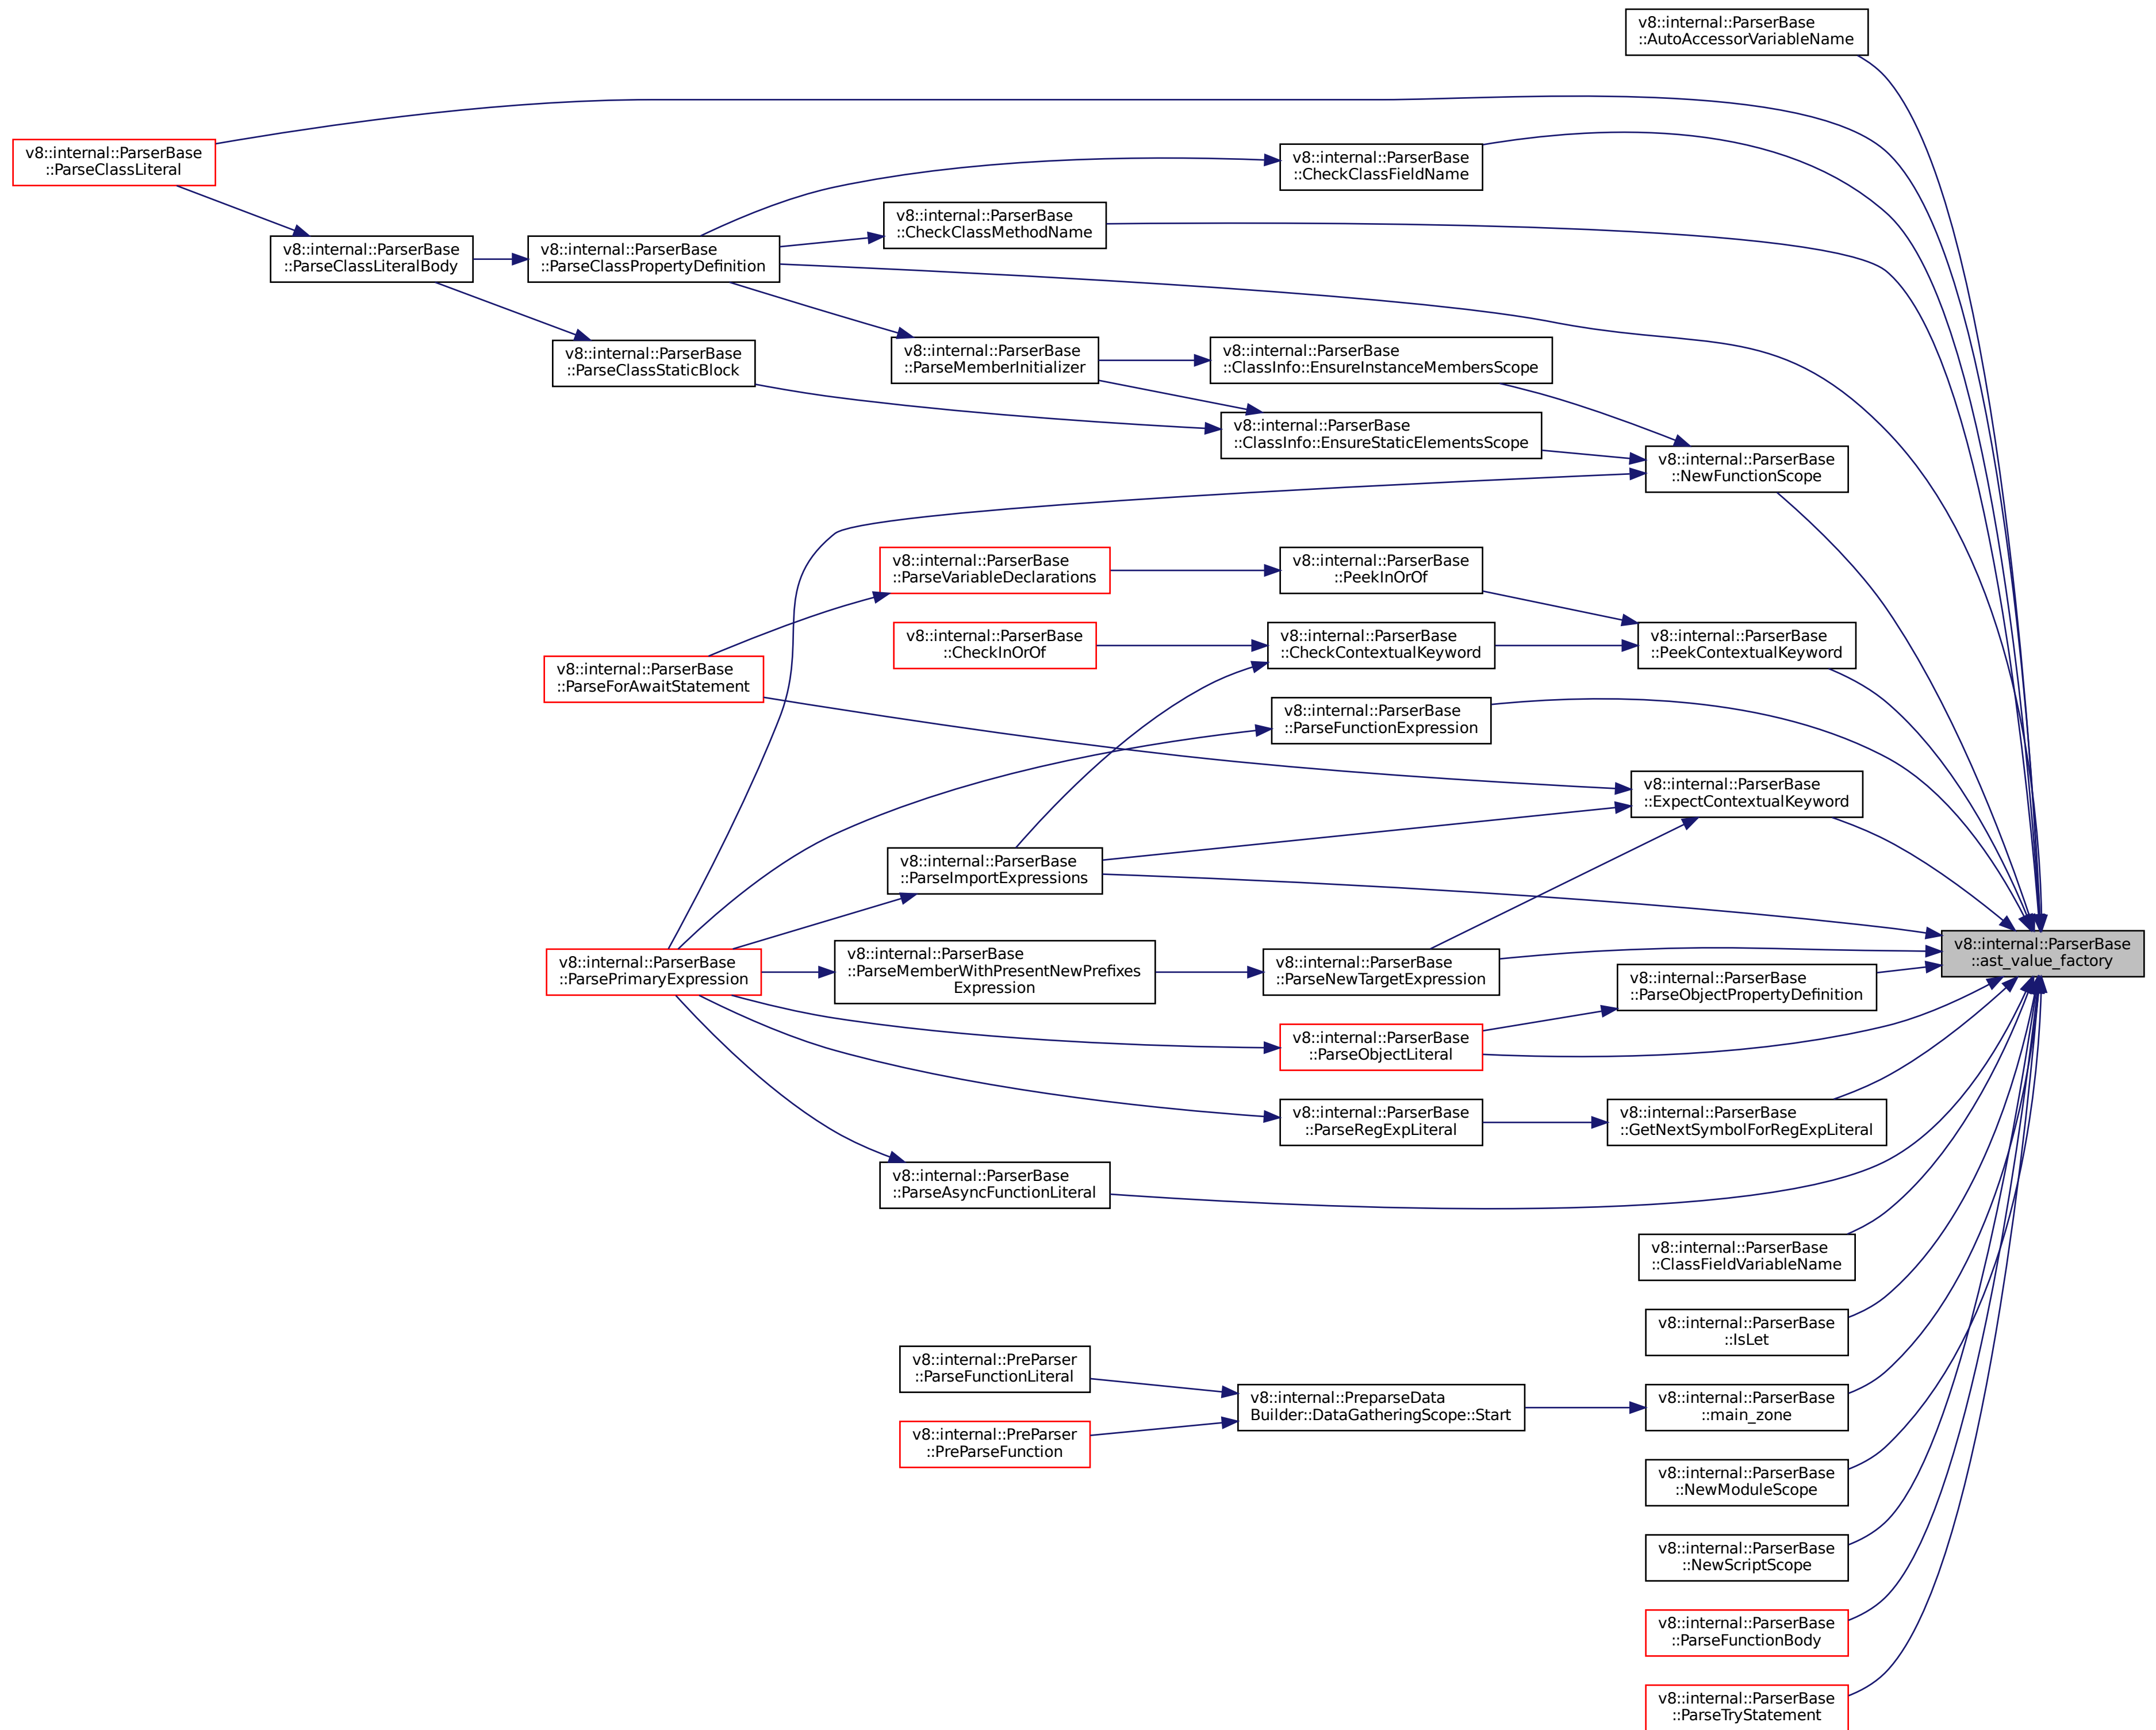 v8::internal::ParserBase
::AutoAccessorVariableName
v8::internal::ParserBase
::ParseClassLiteral
v8::internal::ParserBase
::CheckClassFieldName
v8::internal::ParserBase
::CheckClassMethodName
v8::internal::ParserBase
::ParseClassLiteralBody
v8::internal::ParserBase
::ParseClassPropertyDefinition
v8::internal::ParserBase
::ParseClassStaticBlock
v8::internal::ParserBase
::ParseMemberInitializer
v8::internal::ParserBase
::ClassInfo::EnsureInstanceMembersScope
v8::internal::ParserBase
::ClassInfo::EnsureStaticElementsScope
v8::internal::ParserBase
::NewFunctionScope
v8::internal::ParserBase
::ParseVariableDeclarations
v8::internal::ParserBase
::PeekInOrOf
v8::internal::ParserBase
::CheckInOrOf
v8::internal::ParserBase
::CheckContextualKeyword
v8::internal::ParserBase
::PeekContextualKeyword
v8::internal::ParserBase
::ParseForAwaitStatement
v8::internal::ParserBase
::ParseFunctionExpression
v8::internal::ParserBase
::ExpectContextualKeyword
v8::internal::ParserBase
::ParseImportExpressions
v8::internal::ParserBase
::ast_value_factory
v8::internal::ParserBase
::ParsePrimaryExpression
v8::internal::ParserBase
::ParseMemberWithPresentNewPrefixes
Expression
v8::internal::ParserBase
::ParseNewTargetExpression
v8::internal::ParserBase
::ParseObjectPropertyDefinition
v8::internal::ParserBase
::ParseObjectLiteral
v8::internal::ParserBase
::ParseRegExpLiteral
v8::internal::ParserBase
::GetNextSymbolForRegExpLiteral
v8::internal::ParserBase
::ParseAsyncFunctionLiteral
v8::internal::ParserBase
::ClassFieldVariableName
v8::internal::ParserBase
::IsLet
v8::internal::PreParser
::ParseFunctionLiteral
v8::internal::PreparseData
Builder::DataGatheringScope::Start
v8::internal::ParserBase
::main_zone
v8::internal::PreParser
::PreParseFunction
v8::internal::ParserBase
::NewModuleScope
v8::internal::ParserBase
::NewScriptScope
v8::internal::ParserBase
::ParseFunctionBody
v8::internal::ParserBase
::ParseTryStatement